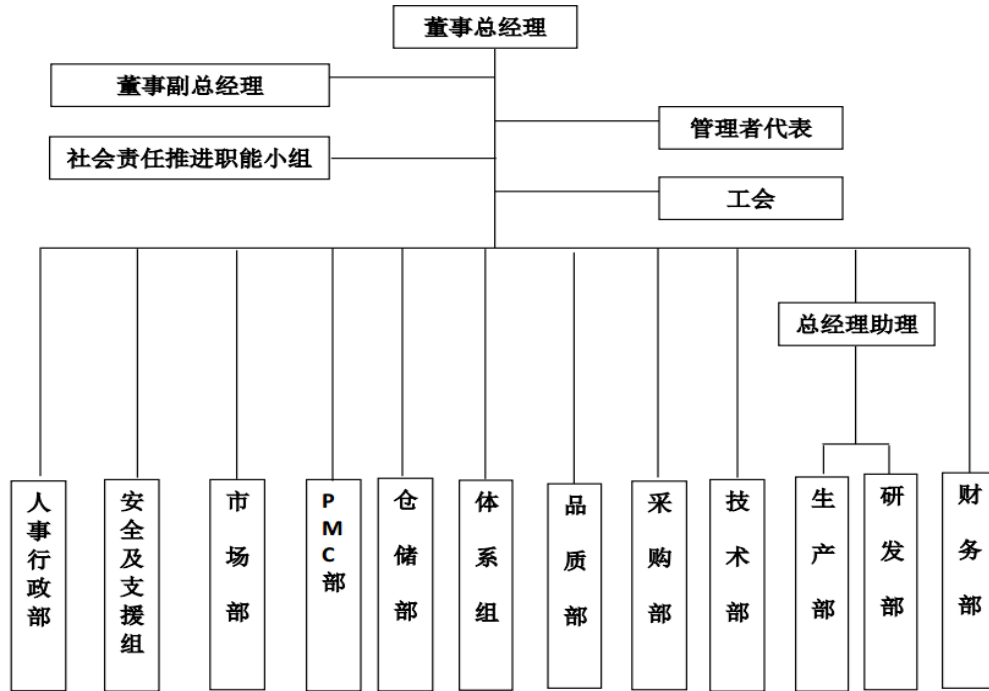 董事总经理
董事副总经理
管理者代表
社会责任推进职能小组
工会
总经理助理
人事行政部
安全及支援组
市场部
PMC部
仓储部
体系组
品质部
采购部
技术部
生产部
研发部
财务部